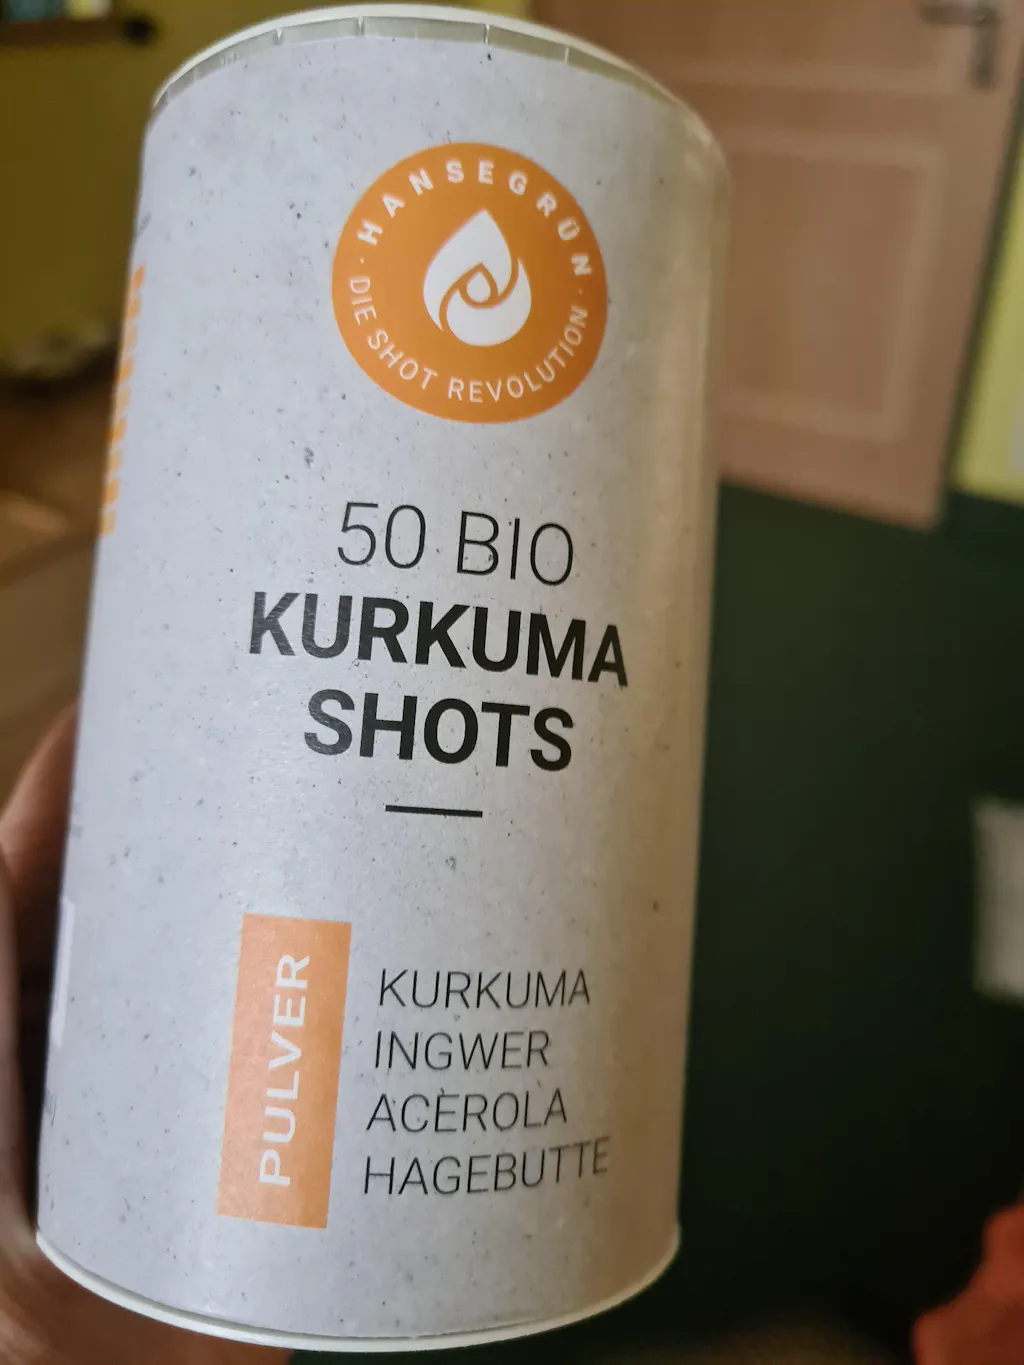 HANSEGRÜN
DIE SHOT REVOLUTION
50 BIO
KURKUMA
SHOTS
PULVER
KURKUMA
INGWER
ACEROLA
HAGEBUTTE